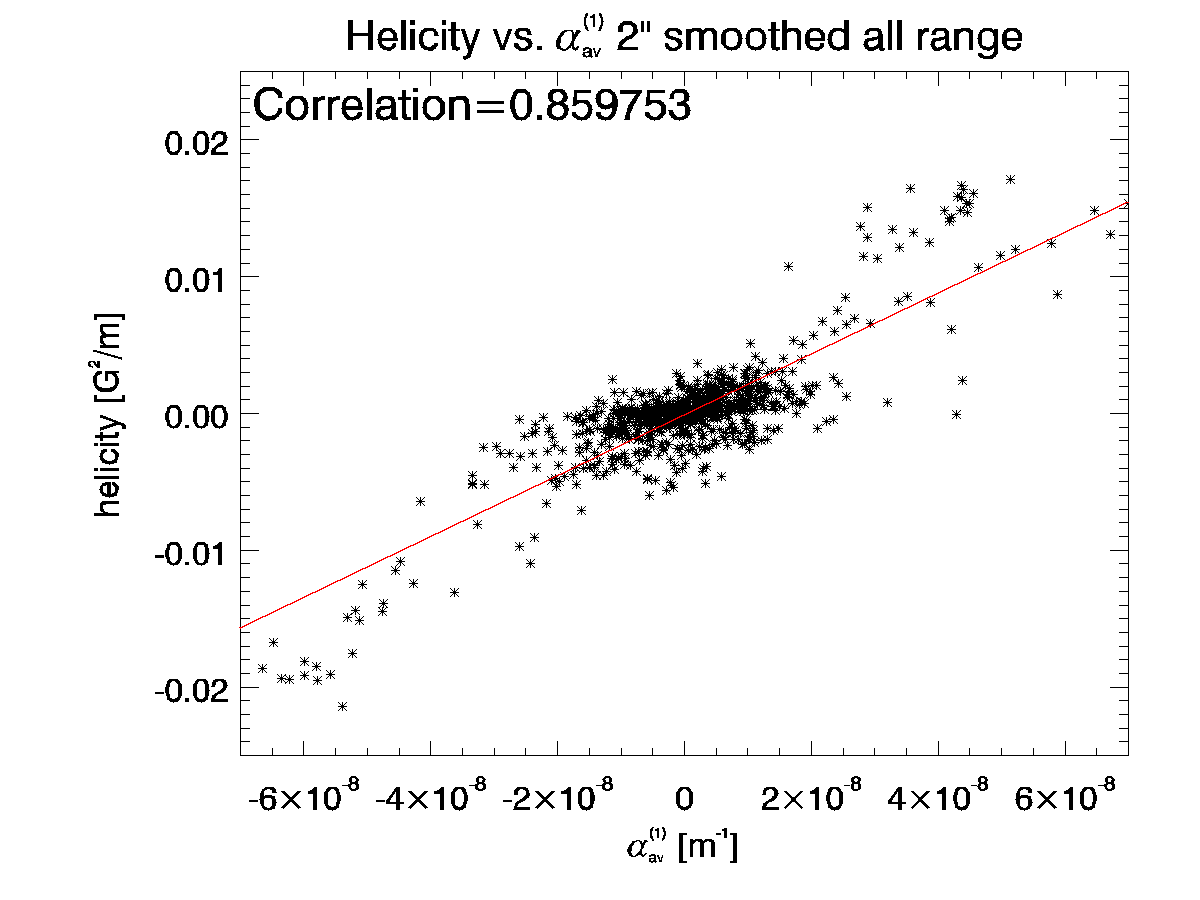 Helicity vs. α_av^(1) 2" smoothed all range
Correlation=0.859753
0.02
0.01
0.00
-0.01
-0.02
helicity [G²/m]
-6×10⁻⁸ -4×10⁻⁸ -2×10⁻⁸ 0 2×10⁻⁸ 4×10⁻⁸ 6×10⁻⁸
α_av^(1) [m⁻¹]